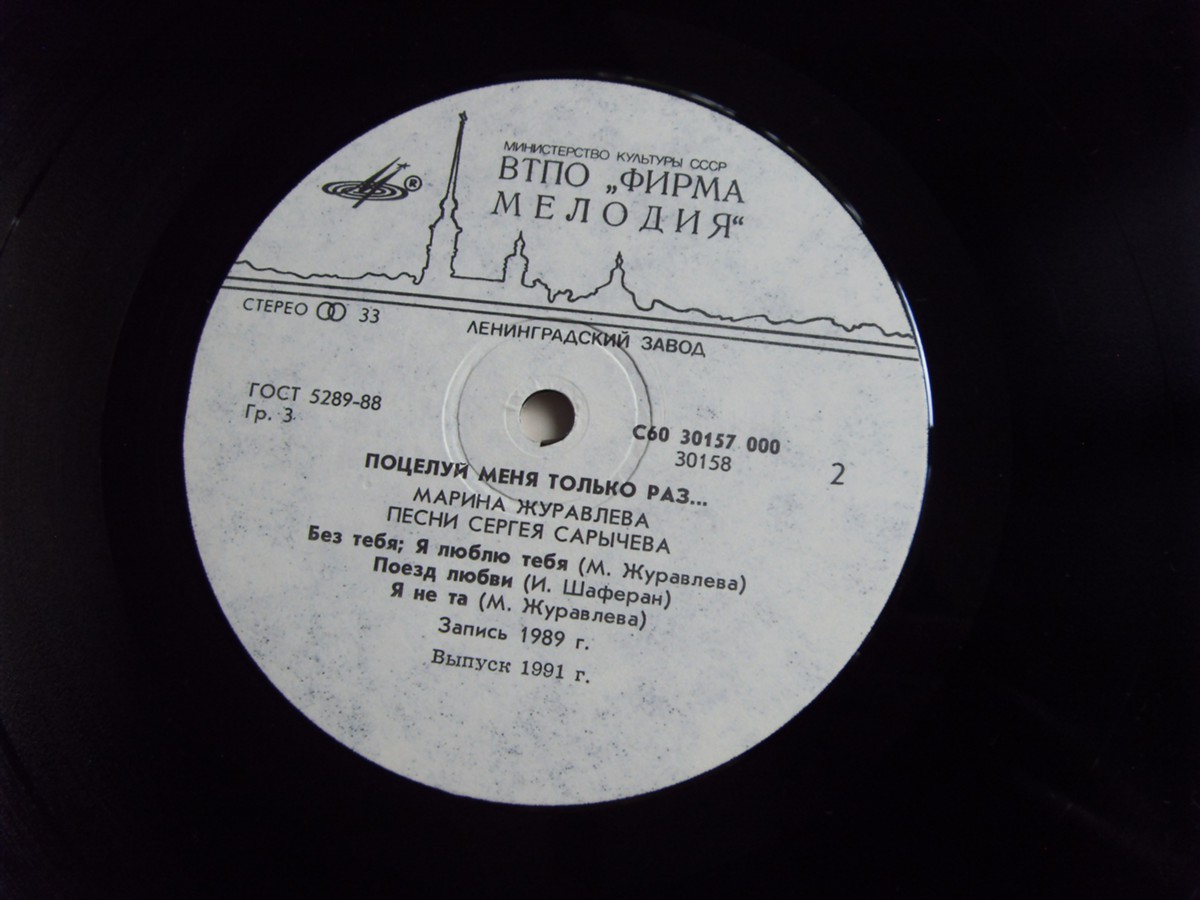 МИНИСТЕРСТВО КУЛЬТУРЫ СССР
ВТПО „ФИРМА
МЕЛОДИЯ“
®
СТЕРЕО 33
ЛЕНИНГРАДСКИЙ ЗАВОД
ГОСТ 5289-88
Гр. 3
С60 30157 000
30158
2
ПОЦЕЛУЙ МЕНЯ ТОЛЬКО РАЗ...
МАРИНА ЖУРАВЛЕВА
ПЕСНИ СЕРГЕЯ САРЫЧЕВА
Без тебя; Я люблю тебя (М. Журавлева)
Поезд любви (И. Шаферан)
Я не та (М. Журавлева)
Запись 1989 г.
Выпуск 1991 г.